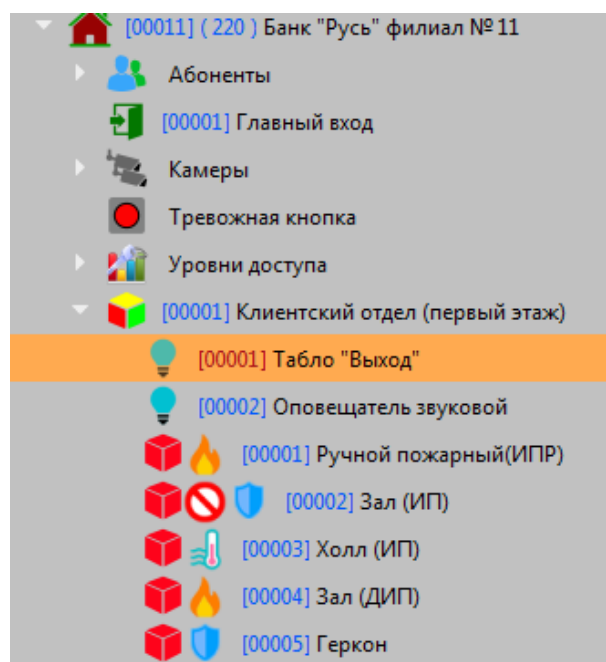 [00011] ( 220 ) Банк "Русь" филиал № 11
Абоненты
[00001] Главный вход
Камеры
Тревожная кнопка
Уровни доступа
[00001] Клиентский отдел (первый этаж)
[00001] Табло "Выход"
[00002] Оповещатель звуковой
[00001] Ручной пожарный(ИПР)
[00002] Зал (ИП)
[00003] Холл (ИП)
[00004] Зал (ДИП)
[00005] Геркон